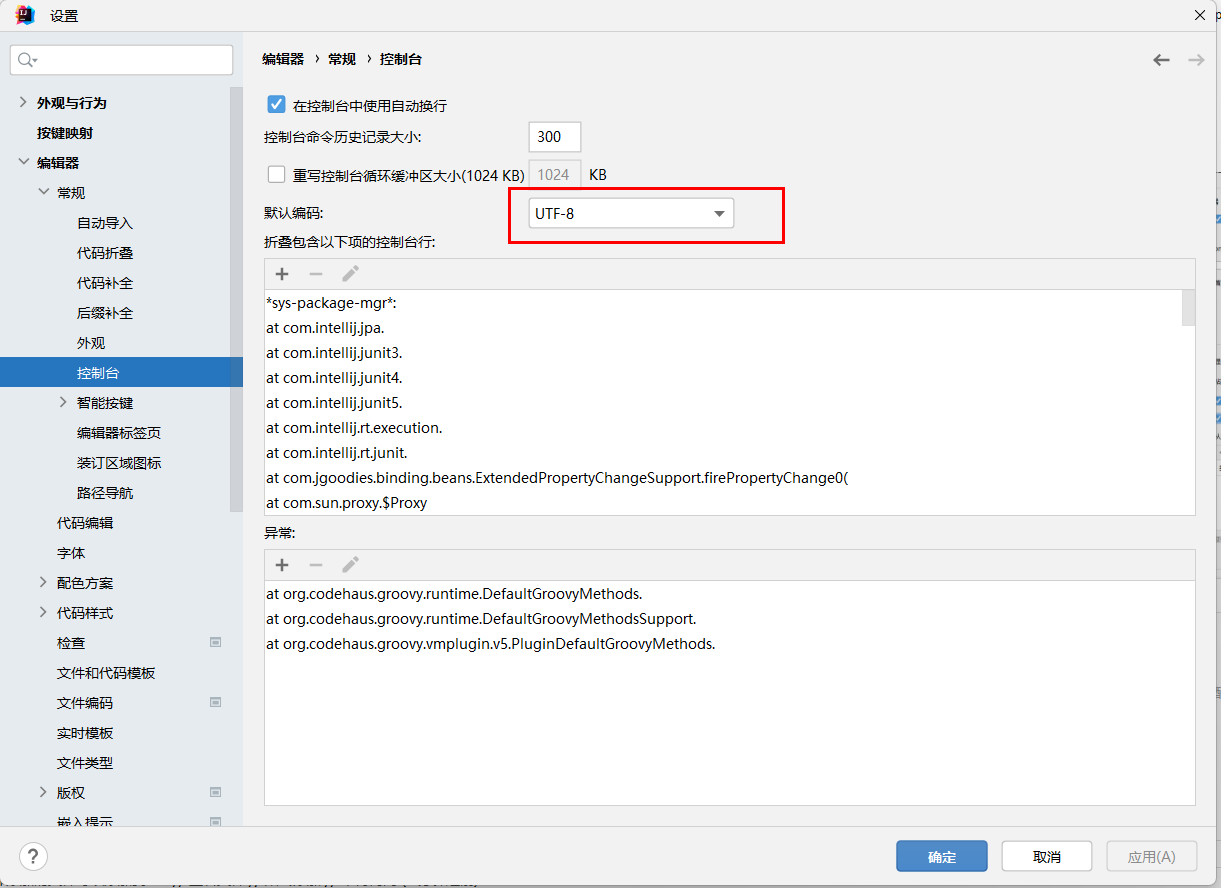 设置
编辑器 › 常规 › 控制台
外观与行为
按键映射
编辑器
常规
自动导入
代码折叠
代码补全
后缀补全
外观
控制台
智能按键
编辑器标签页
装订区域图标
路径导航
代码编辑
字体
配色方案
代码样式
检查
文件和代码模板
文件编码
实时模板
文件类型
版权
嵌入提示
在控制台中使用自动换行
控制台命令历史记录大小: 300
重写控制台循环缓冲区大小(1024 KB) 1024 KB
默认编码: UTF-8
折叠包含以下项的控制台行:
*sys-package-mgr*:
at com.intellij.jpa.
at com.intellij.junit3.
at com.intellij.junit4.
at com.intellij.junit5.
at com.intellij.rt.execution.
at com.intellij.rt.junit.
at com.jgoodies.binding.beans.ExtendedPropertyChangeSupport.firePropertyChange0(
at com.sun.proxy.$Proxy
异常:
at org.codehaus.groovy.runtime.DefaultGroovyMethods.
at org.codehaus.groovy.runtime.DefaultGroovyMethodsSupport.
at org.codehaus.groovy.vmplugin.v5.PluginDefaultGroovyMethods.
?
确定 取消 应用(A)